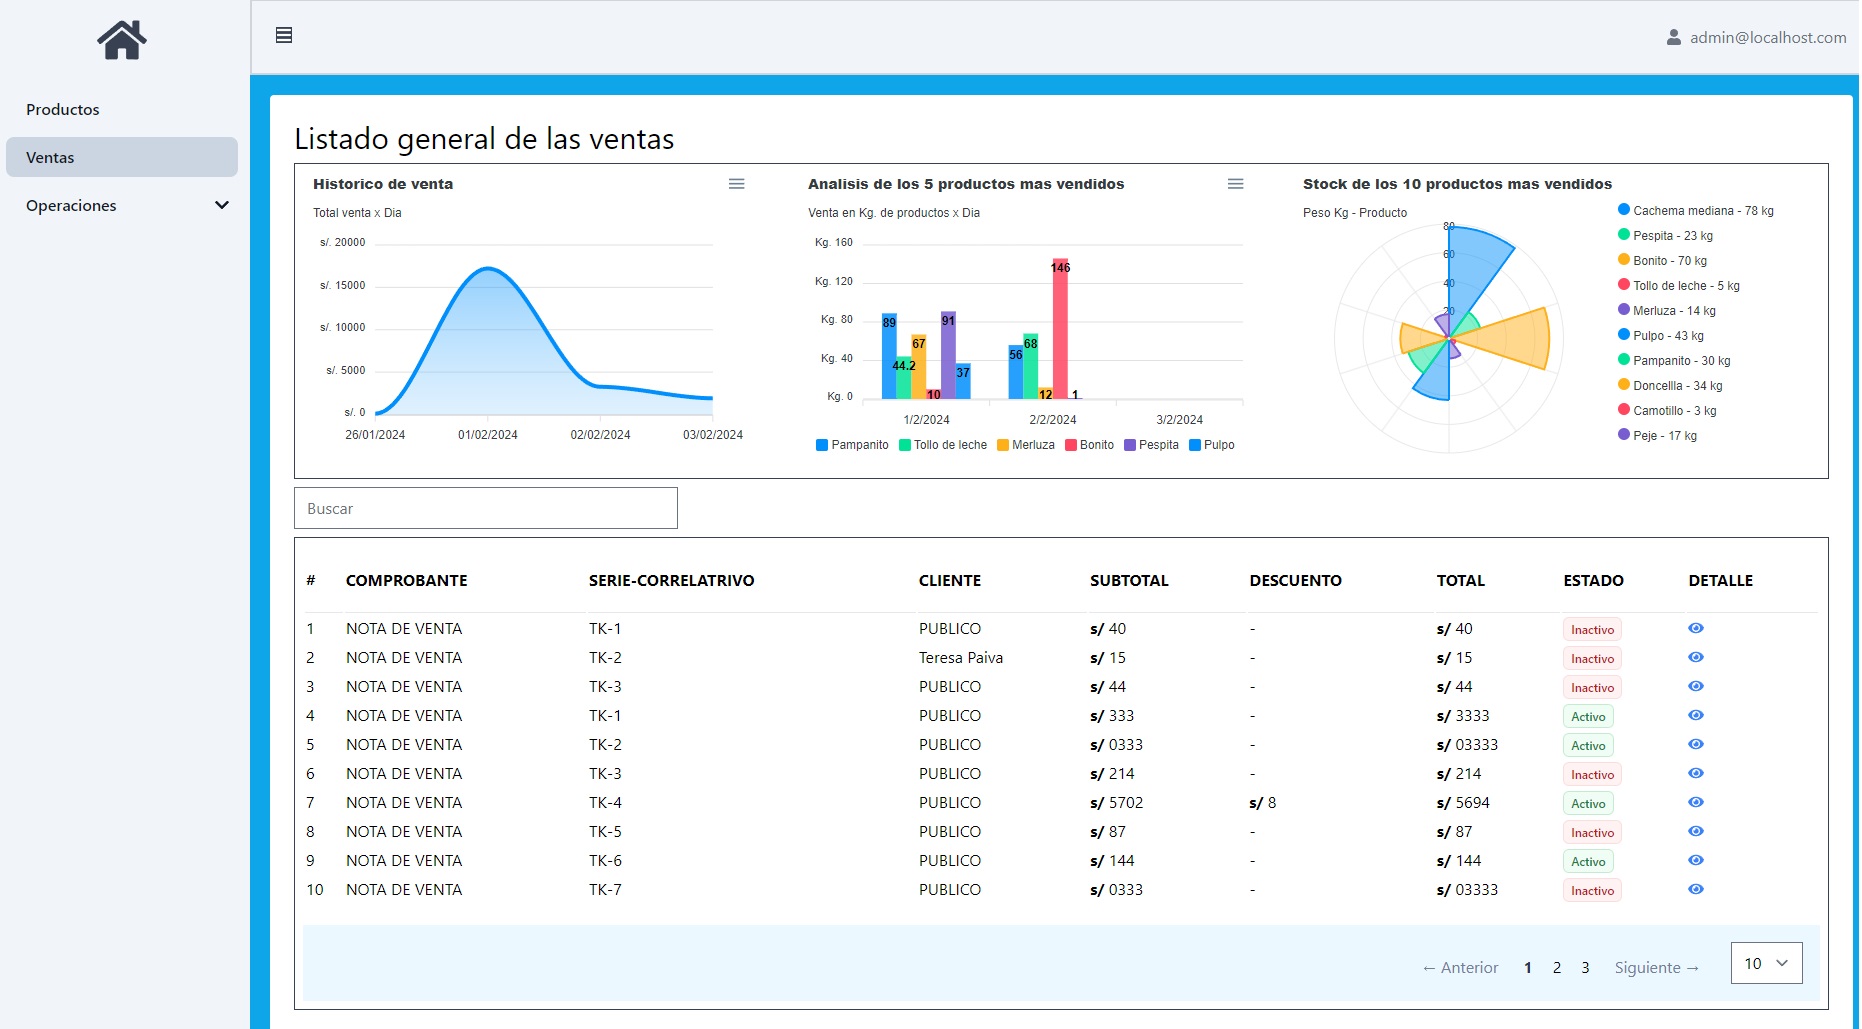 admin@localhost.com
Productos
Ventas
Operaciones
Listado general de las ventas
Historico de venta
Total venta x Dia
s/. 20000
s/. 15000
s/. 10000
s/. 5000
s/. 0
26/01/2024 01/02/2024 02/02/2024 03/02/2024
Analisis de los 5 productos mas vendidos
Venta en Kg. de productos x Dia
Kg. 160
Kg. 120
Kg. 80
Kg. 40
Kg. 0
89 44.2 67 10 91 37 56 68 12 146 1
1/2/2024 2/2/2024 3/2/2024
Pampanito Tollo de leche Merluza Bonito Pespita Pulpo
Stock de los 10 productos mas vendidos
Peso Kg - Producto
80
60
40
20
Cachema mediana - 78 kg
Pespita - 23 kg
Bonito - 70 kg
Tollo de leche - 5 kg
Merluza - 14 kg
Pulpo - 43 kg
Pampanito - 30 kg
Doncellla - 34 kg
Camotillo - 3 kg
Peje - 17 kg
Buscar
# COMPROBANTE SERIE-CORRELATRIVO CLIENTE SUBTOTAL DESCUENTO TOTAL ESTADO DETALLE
1 NOTA DE VENTA TK-1 PUBLICO s/ 40 - s/ 40 Inactivo
2 NOTA DE VENTA TK-2 Teresa Paiva s/ 15 - s/ 15 Inactivo
3 NOTA DE VENTA TK-3 PUBLICO s/ 44 - s/ 44 Inactivo
4 NOTA DE VENTA TK-1 PUBLICO s/ 333 - s/ 3333 Activo
5 NOTA DE VENTA TK-2 PUBLICO s/ 0333 - s/ 03333 Activo
6 NOTA DE VENTA TK-3 PUBLICO s/ 214 - s/ 214 Inactivo
7 NOTA DE VENTA TK-4 PUBLICO s/ 5702 s/ 8 s/ 5694 Activo
8 NOTA DE VENTA TK-5 PUBLICO s/ 87 - s/ 87 Inactivo
9 NOTA DE VENTA TK-6 PUBLICO s/ 144 - s/ 144 Activo
10 NOTA DE VENTA TK-7 PUBLICO s/ 0333 - s/ 03333 Inactivo
← Anterior 1 2 3 Siguiente → 10